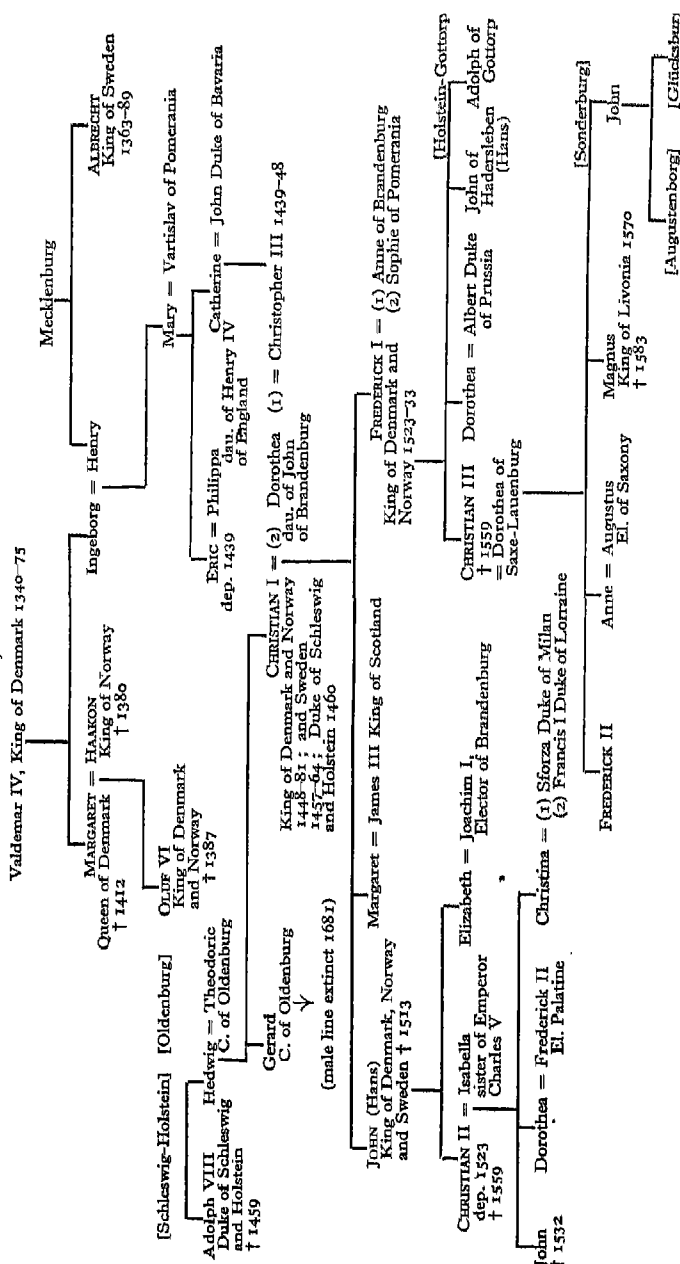 Valdemar IV, King of Denmark 1340–75
Mecklenburg
MARGARET = HAAKON
Queen of Denmark King of Norway
† 1412 † 1380
Ingeborg = Henry
ALBRECHT
King of Sweden
1363–89
OLUF VI
King of Denmark
and Norway
† 1387
Mary = Vartislav of Pomerania
[Schleswig-Holstein] [Oldenburg]
Adolph VIII
Duke of Schleswig
and Holstein
† 1459
Hedwig = Theodoric
C. of Oldenburg
ERIC = Philippa
dep. 1439 dau. of Henry IV
of England
Catherine = John Duke of Bavaria
Gerard
C. of Oldenburg
(male line extinct 1681)
CHRISTIAN I = (2) Dorothea (1) = Christopher III 1439–48
King of Denmark and Norway dau. of John
1448–81; and Sweden of Brandenburg
1457–64; Duke of Schleswig
and Holstein 1460
JOHN (Hans)
King of Denmark, Norway
and Sweden † 1513
Margaret = James III King of Scotland
FREDERICK I = (1) Anne of Brandenburg
King of Denmark and (2) Sophie of Pomerania
Norway 1523–33
[Holstein-Gottorp
CHRISTIAN II = Isabella
dep. 1523 sister of Emperor
† 1559 Charles V
Elizabeth = Joachim I,
Elector of Brandenburg
CHRISTIAN III
† 1559
= Dorothea of
Saxe-Lauenburg
Dorothea = Albert Duke
of Prussia
John of
Hadersleben
(Hans)
Adolph of
Gottorp
John
† 1532
Dorothea = Frederick II
El. Palatine
Christina = (1) Sforza Duke of Milan
(2) Francis I Duke of Lorraine
[Sonderburg]
FREDERICK II
Anne = Augustus
El. of Saxony
Magnus
King of Livonia 1570
† 1583
John
[Augustenborg]
[Glücksburg